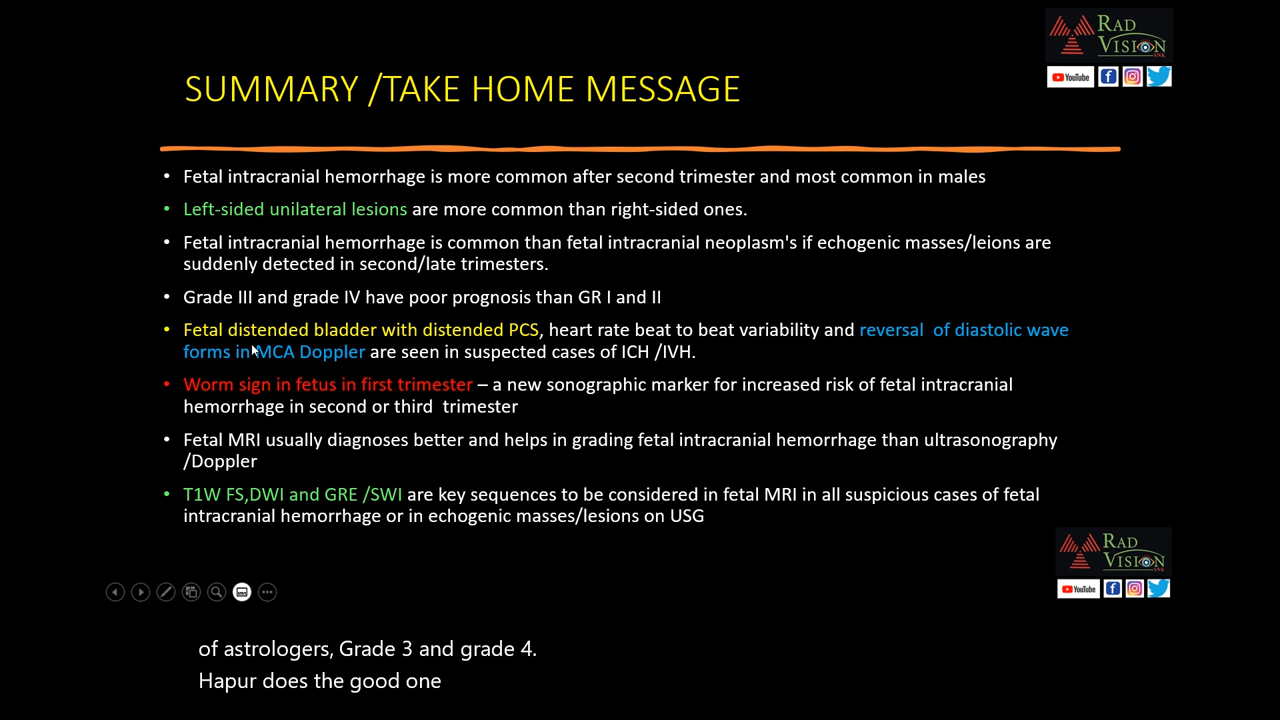 RAD
VISION
SNK
YouTube
SUMMARY /TAKE HOME MESSAGE
• Fetal intracranial hemorrhage is more common after second trimester and most common in males
• Left-sided unilateral lesions are more common than right-sided ones.
• Fetal intracranial hemorrhage is common than fetal intracranial neoplasm's if echogenic masses/leions are
suddenly detected in second/late trimesters.
• Grade III and grade IV have poor prognosis than GR I and II
• Fetal distended bladder with distended PCS, heart rate beat to beat variability and reversal of diastolic wave
forms in MCA Doppler are seen in suspected cases of ICH /IVH.
• Worm sign in fetus in first trimester – a new sonographic marker for increased risk of fetal intracranial
hemorrhage in second or third trimester
• Fetal MRI usually diagnoses better and helps in grading fetal intracranial hemorrhage than ultrasonography
/Doppler
• T1W FS,DWI and GRE /SWI are key sequences to be considered in fetal MRI in all suspicious cases of fetal
intracranial hemorrhage or in echogenic masses/lesions on USG
RAD
VISION
SNK
YouTube
of astrologers, Grade 3 and grade 4.
Hapur does the good one